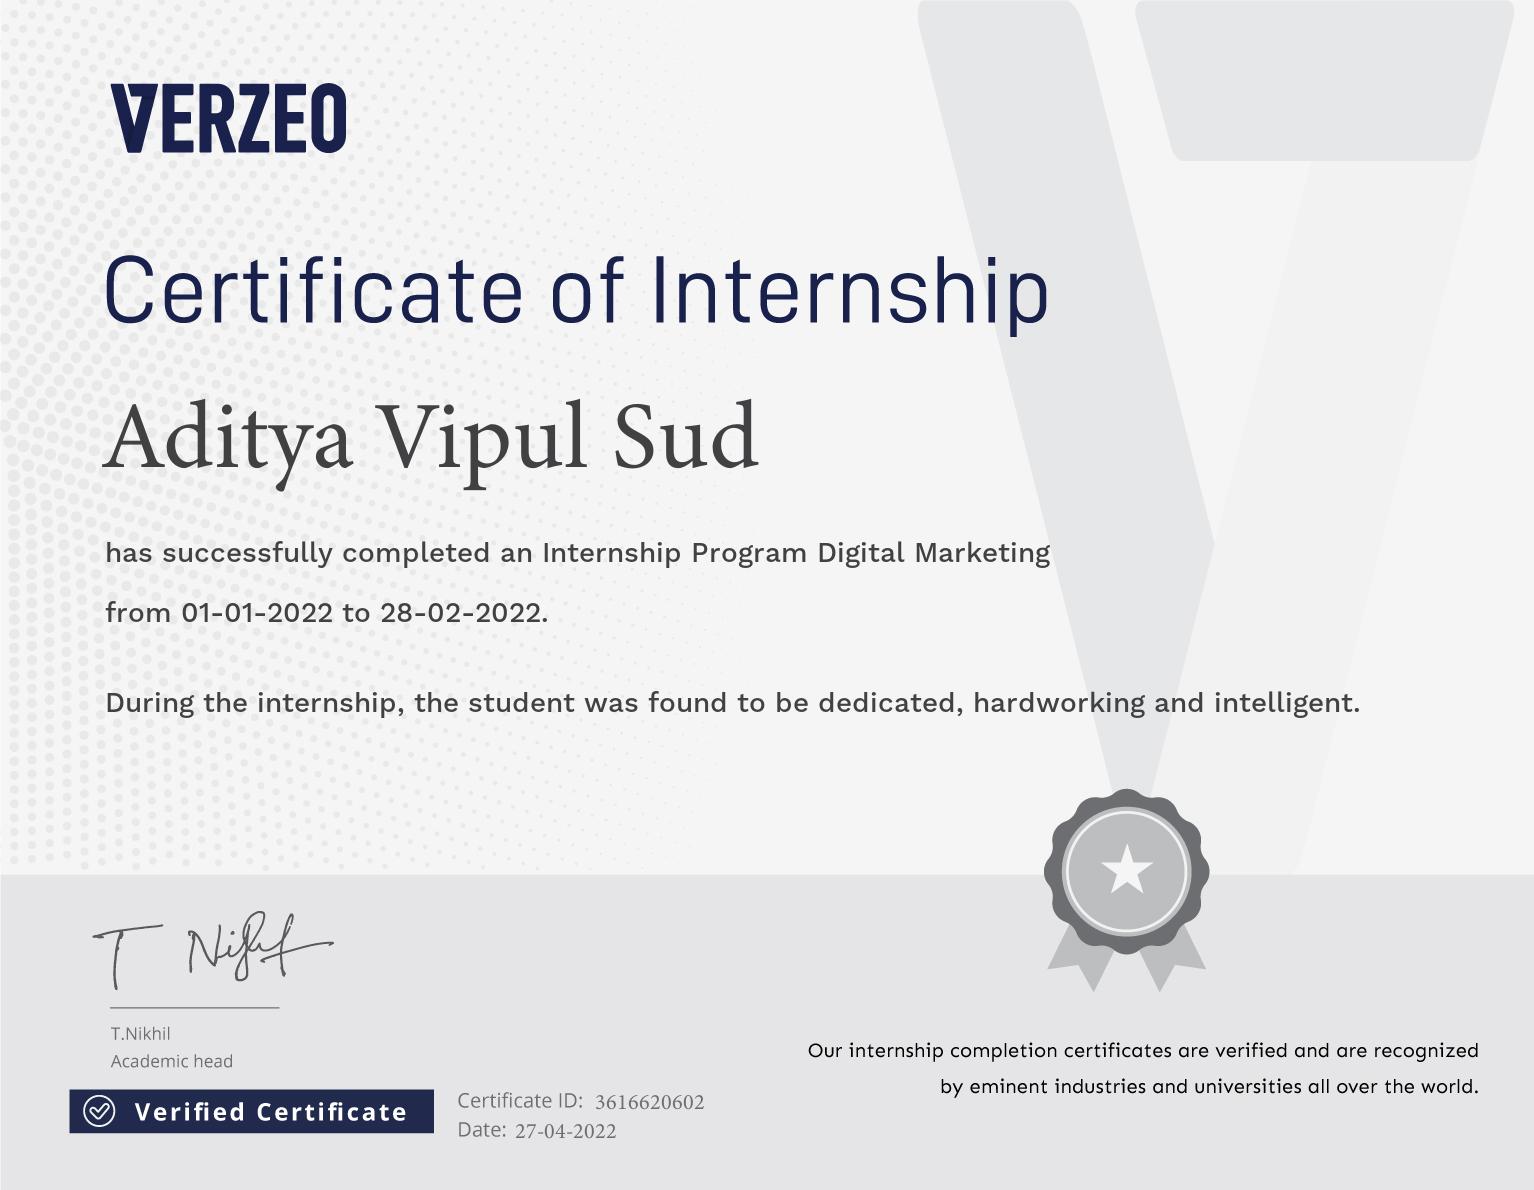 VERZEO
Certificate of Internship
Aditya Vipul Sud
has successfully completed an Internship Program Digital Marketing
from 01-01-2022 to 28-02-2022.
During the internship, the student was found to be dedicated, hardworking and intelligent.
T Nikhil
T.Nikhil
Academic head
Verified Certificate
Certificate ID: 3616620602
Date: 27-04-2022
Our internship completion certificates are verified and are recognized
by eminent industries and universities all over the world.